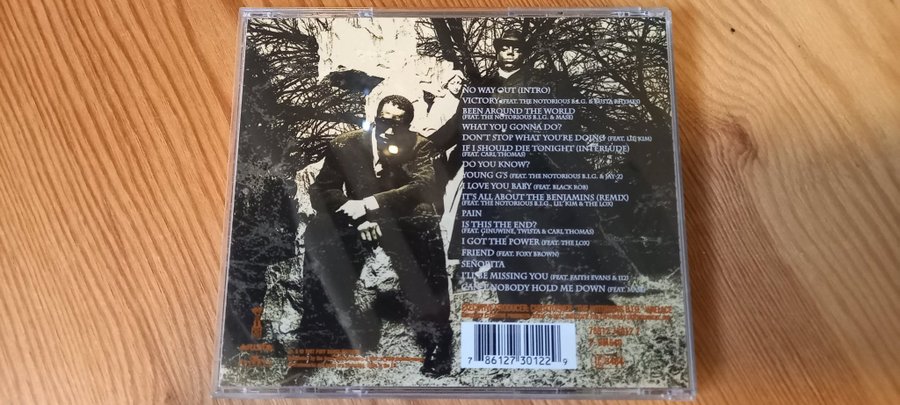 NO WAY OUT (INTRO)
VICTORY (FEAT. THE NOTORIOUS B.I.G. & BUSTA RHYMES)
BEEN AROUND THE WORLD
(FEAT. THE NOTORIOUS B.I.G. & MASE)
WHAT YOU GONNA DO?
DON'T STOP WHAT YOU'RE DOING (FEAT. LIL' KIM)
IF I SHOULD DIE TONIGHT (INTERLUDE)
(FEAT. CARL THOMAS)
DO YOU KNOW?
YOUNG G'S (FEAT. THE NOTORIOUS B.I.G. & JAY-Z)
I LOVE YOU BABY (FEAT. BLACK ROB)
IT'S ALL ABOUT THE BENJAMINS (REMIX)
(FEAT. THE NOTORIOUS B.I.G., LIL' KIM & THE LOX)
PAIN
IS THIS THE END?
(FEAT. GINUWINE, TWISTA & CARL THOMAS)
I GOT THE POWER (FEAT. THE LOX)
FRIEND (FEAT. FOXY BROWN)
SEÑORITA
I'LL BE MISSING YOU (FEAT. FAITH EVANS & 112)
CAN'T NOBODY HOLD ME DOWN (FEAT. MASE)
7 86127 30122 9